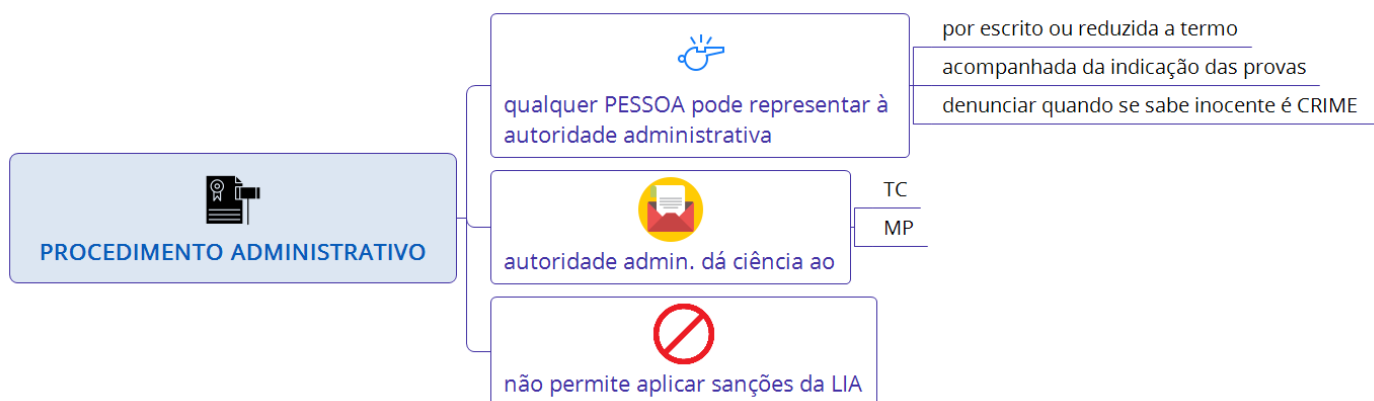 PROCEDIMENTO ADMINISTRATIVO
qualquer PESSOA pode representar à
autoridade administrativa
por escrito ou reduzida a termo
acompanhada da indicação das provas
denunciar quando se sabe inocente é CRIME
autoridade admin. dá ciência ao
TC
MP
não permite aplicar sanções da LIA